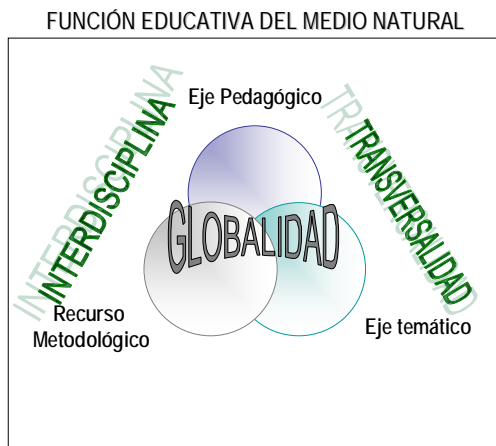 FUNCIÓN EDUCATIVA DEL MEDIO NATURAL
Eje Pedagógico
INTERDISCIPLINA
TRANSVERSALIDAD
GLOBALIDAD
Recurso
Metodológico
Eje temático